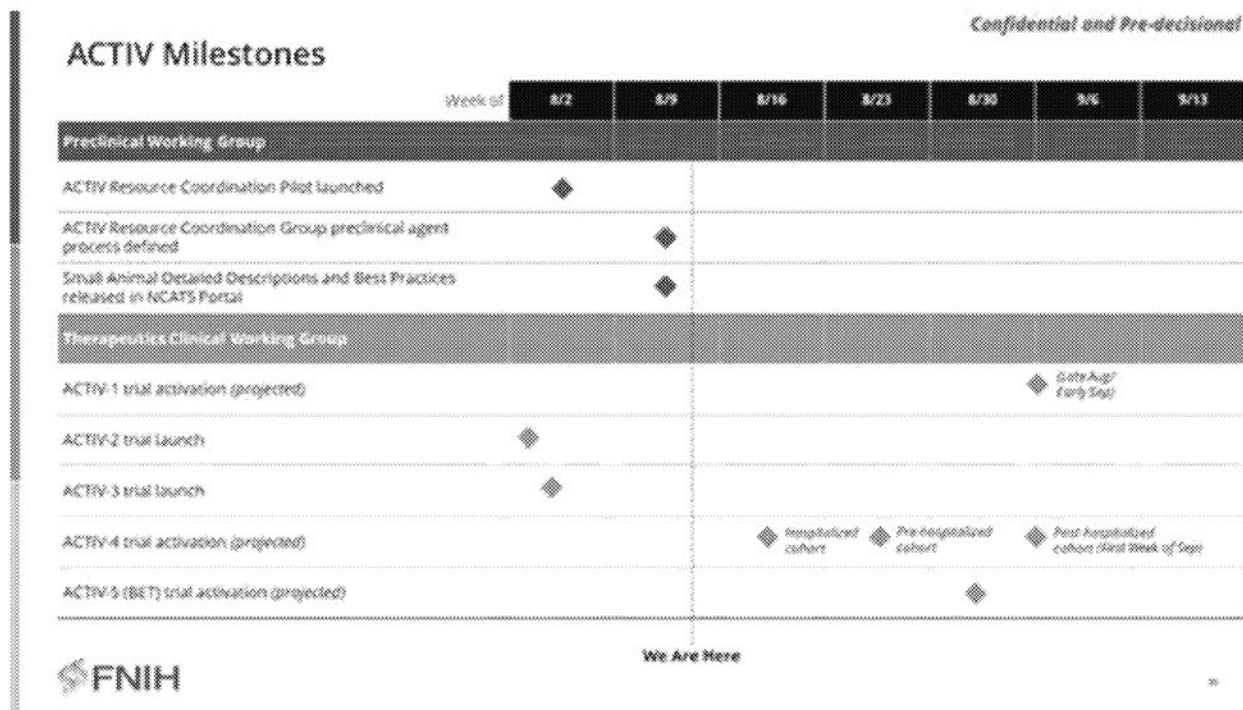 Confidential and Pre-decisional
ACTIV Milestones
Week of 8/2 8/9 8/16 8/23 8/30 9/6 9/13
Preclinical Working Group
ACTIV Resource Coordination Pilot launched
ACTIV Resource Coordination Group preclinical agent
process defined
Small Animal Detailed Descriptions and Best Practices
released in NCATS Portal
Therapeutics Clinical Working Group
ACTIV-1 trial activation (projected)
(Late Aug/
Early Sep)
ACTIV-2 trial launch
ACTIV-3 trial launch
ACTIV-4 trial activation (projected)
Hospitalized
cohort
Pre-hospitalized
cohort
Post-hospitalized
cohort (First Week of Sep)
ACTIV-5 (BET) trial activation (projected)
We Are Here
FNIH